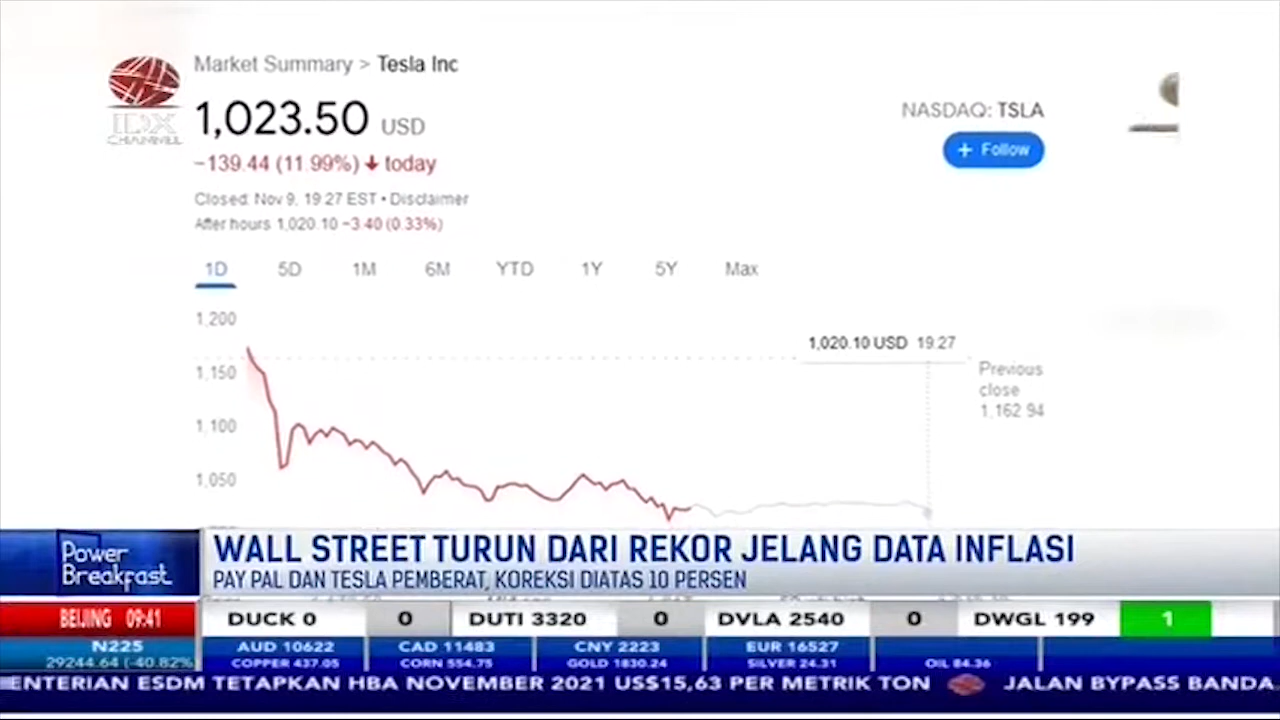 IDX
CHANNEL
Market Summary > Tesla Inc
1,023.50 USD
−139.44 (11.99%) ↓ today
Closed: Nov 9, 19:27 EST • Disclaimer
After hours 1,020.10 −3.40 (0.33%)
NASDAQ: TSLA
+ Follow
1D 5D 1M 6M YTD 1Y 5Y Max
1,200
1,150
1,100
1,050
1,020.10 USD 19:27
Previous
close
1,162.94
Power
Breakfast
WALL STREET TURUN DARI REKOR JELANG DATA INFLASI
PAY PAL DAN TESLA PEMBERAT, KOREKSI DIATAS 10 PERSEN
BEIJING 09:41
DUCK 0 0 DUTI 3320 0 DVLA 2540 0 DWGL 199 1
N225
29244.64 (-40.82%)
AUD 10622 CAD 11483 CNY 2223 EUR 16527
COPPER 437.05 CORN 554.75 GOLD 1830.24 SILVER 24.31 OIL 84.36
ENTERIAN ESDM TETAPKAN HBA NOVEMBER 2021 US$15,63 PER METRIK TON JALAN BYPASS BANDA